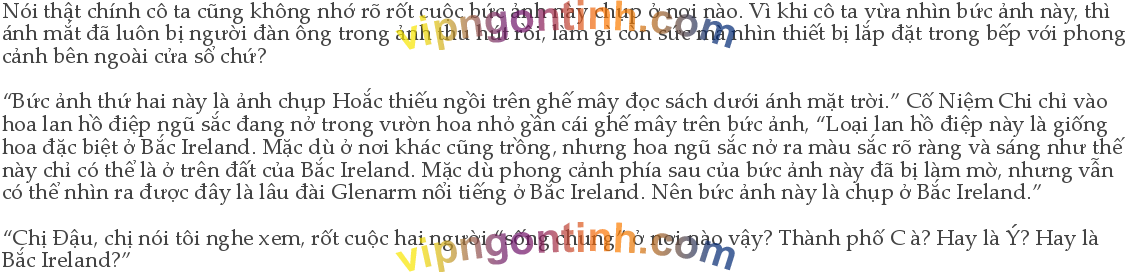 Nói thật chính cô ta cũng không nhớ rõ rốt cuộc bức ảnh này chụp ở nơi nào. Vì khi cô ta vừa nhìn bức ảnh này, thì
ánh mắt đã luôn bị người đàn ông trong ảnh thu hút rồi, làm gì còn sức mà nhìn thiết bị lắp đặt trong bếp với phong
cảnh bên ngoài cửa sổ chứ?
“Bức ảnh thứ hai này là ảnh chụp Hoắc thiếu ngồi trên ghế mây đọc sách dưới ánh mặt trời.” Cố Niệm Chi chỉ vào
hoa lan hồ điệp ngũ sắc đang nở trong vườn hoa nhỏ gần cái ghế mây trên bức ảnh, “Loại lan hồ điệp này là giống
hoa đặc biệt ở Bắc Ireland. Mặc dù ở nơi khác cũng trồng, nhưng hoa ngũ sắc nở ra màu sắc rõ ràng và sáng như thế
này chỉ có thể là ở trên đất của Bắc Ireland. Mặc dù phong cảnh phía sau của bức ảnh này đã bị làm mờ, nhưng vẫn
có thể nhìn ra được đây là lâu đài Glenarm nổi tiếng ở Bắc Ireland. Nên bức ảnh này là chụp ở Bắc Ireland.”
“Chị Đậu, chị nói tôi nghe xem, rốt cuộc hai người “sống chung” ở nơi nào vậy? Thành phố C à? Hay là Ý? Hay là
Bắc Ireland?”
vipngontinh.com
vipngontinh.com